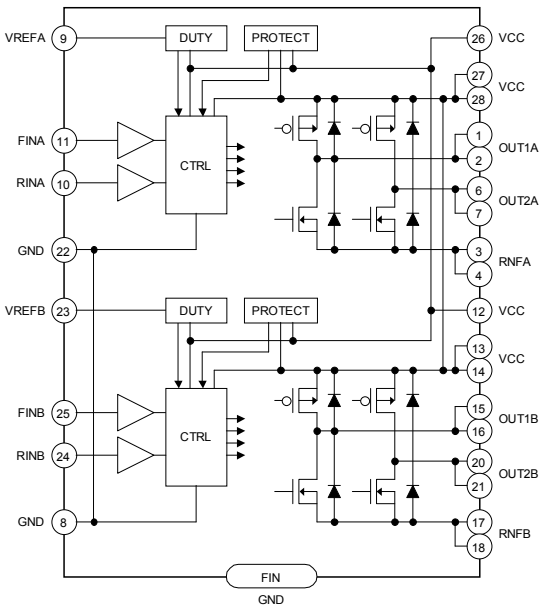 VREFA 9 DUTY PROTECT 26 VCC
27
VCC
28
FINA 11 1
OUT1A
CTRL
RINA 10 2
6
OUT2A
7
GND 22 3
RNFA
4
VREFB 23 DUTY PROTECT 12 VCC
13
VCC
14
FINB 25 15
OUT1B
CTRL 16
RINB 24 20
OUT2B
21
GND 8 17
RNFB
18
FIN
GND